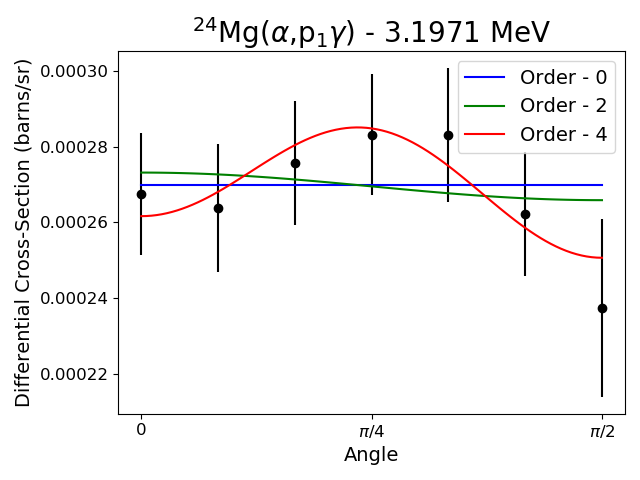 ²⁴Mg(α,p₁γ) - 3.1971 MeV
Differential Cross-Section (barns/sr)
0.00030
0.00028
0.00026
0.00024
0.00022
Order - 0
Order - 2
Order - 4
0
π/4
π/2
Angle